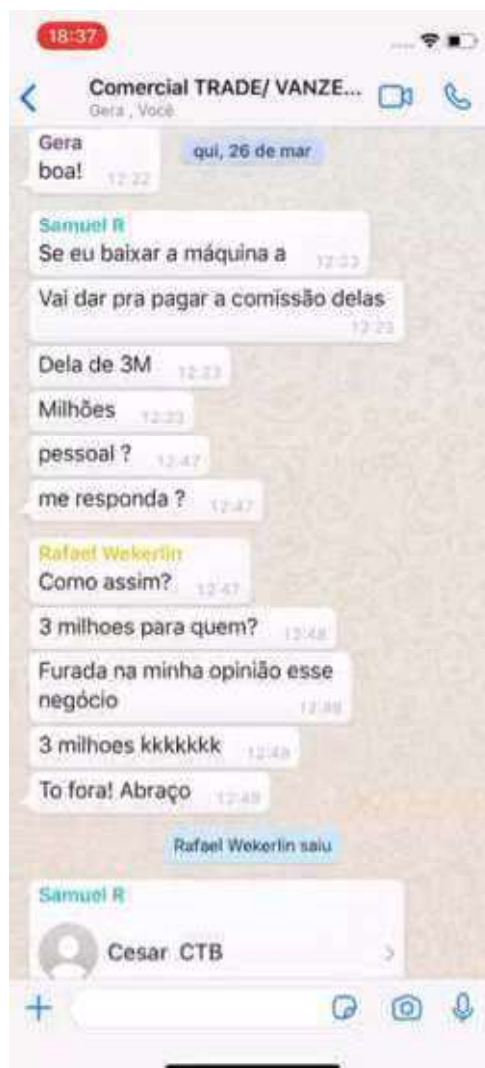 18:37
Comercial TRADE/ VANZE...
Gera , Você
Gera
qui, 26 de mar
boa! 12:22
Samuel R
Se eu baixar a máquina a 12:23
Vai dar pra pagar a comissão delas
12:23
Dela de 3M 12:23
Milhões 12:23
pessoal ? 12:47
me responda ? 12:47
Rafael Wekerlin
Como assim? 12:47
3 milhoes para quem? 12:48
Furada na minha opinião esse
negócio 12:48
3 milhoes kkkkkkk 12:48
To fora! Abraço 12:48
Rafael Wekerlin saiu
Samuel R
Cesar CTB